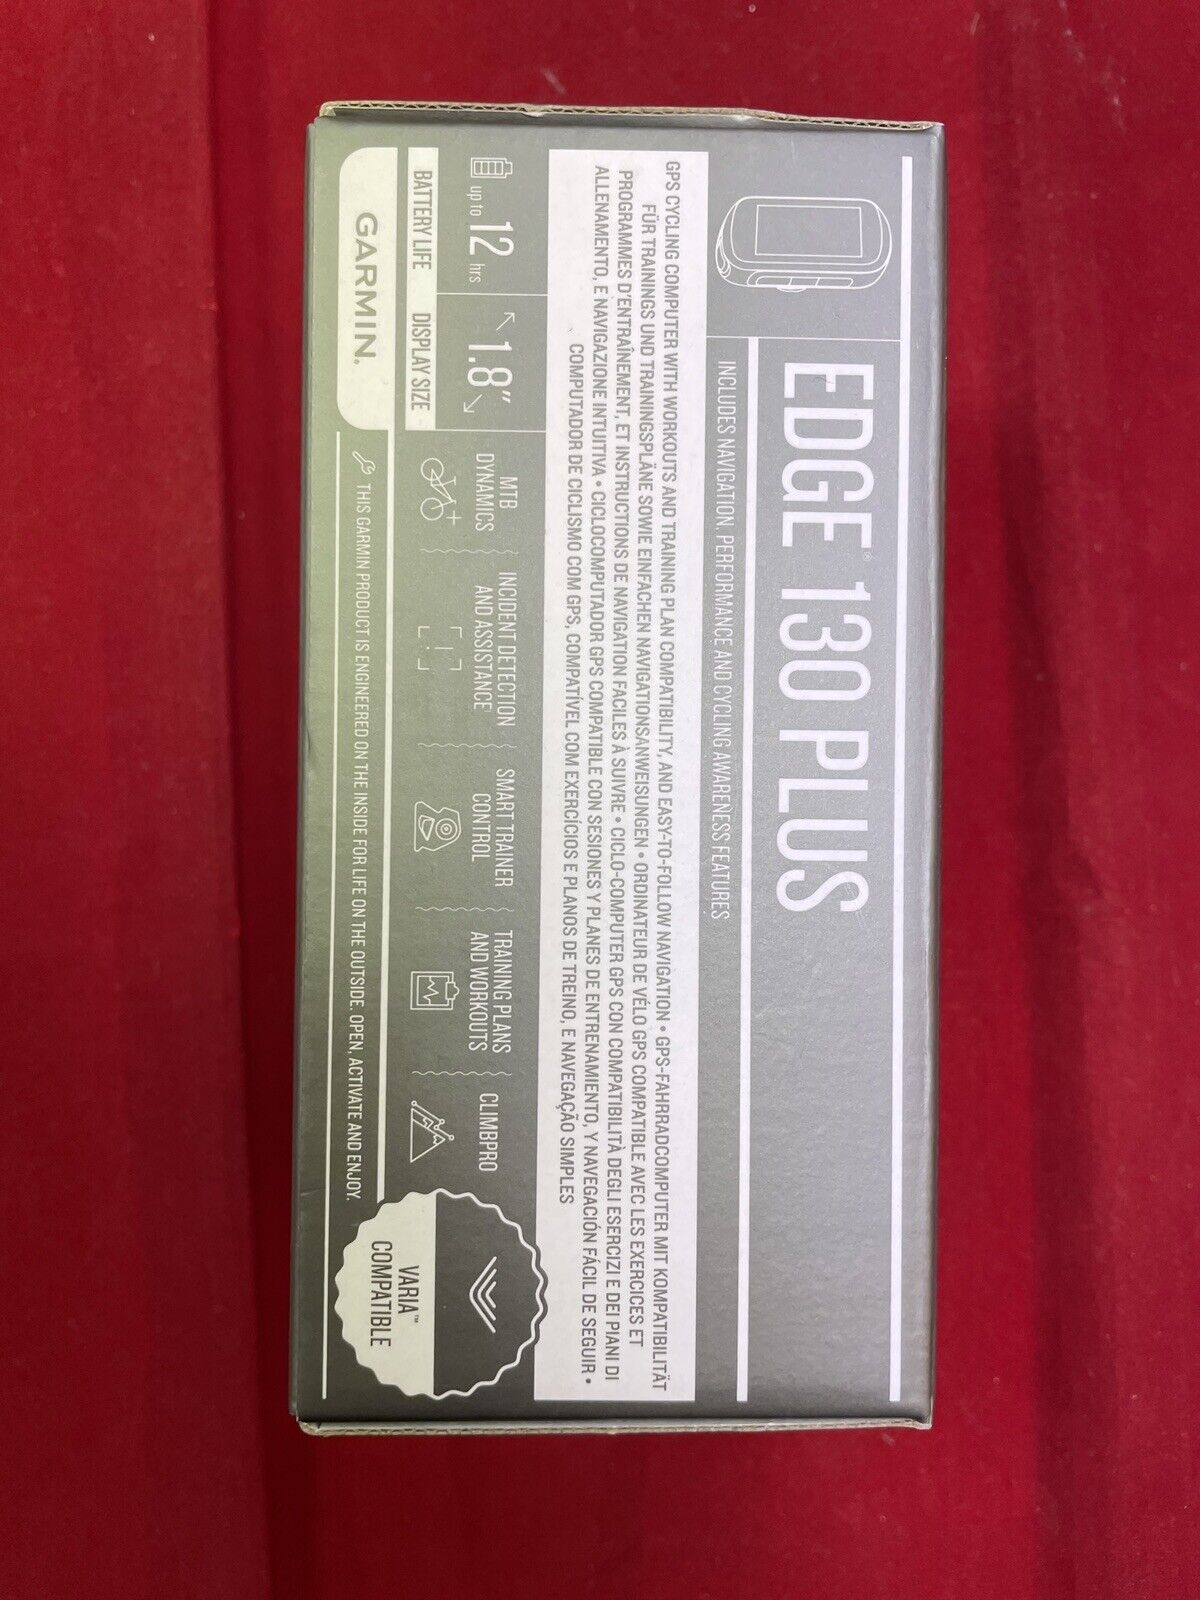 EDGE® 130 PLUS
INCLUDES NAVIGATION, PERFORMANCE AND CYCLING AWARENESS FEATURES
GPS CYCLING COMPUTER WITH WORKOUTS AND TRAINING PLAN COMPATIBILITY, AND EASY-TO-FOLLOW NAVIGATION • GPS-FAHRRADCOMPUTER MIT KOMPATIBILITÄT
FÜR TRAININGS UND TRAININGSPLÄNE SOWIE EINFACHEN NAVIGATIONSANWEISUNGEN • ORDINATEUR DE VÉLO GPS COMPATIBLE AVEC LES EXERCICES ET
PROGRAMMES D'ENTRAÎNEMENT, ET INSTRUCTIONS DE NAVIGATION FACILES À SUIVRE • CICLO-COMPUTER GPS CON COMPATIBILITÀ DEGLI ESERCIZI E DEI PIANI DI
ALLENAMENTO, E NAVIGAZIONE INTUITIVA • CICLOCOMPUTADOR GPS COMPATIBLE CON SESIONES Y PLANES DE ENTRENAMIENTO, Y NAVEGACIÓN FÁCIL DE SEGUIR •
COMPUTADOR DE CICLISMO COM GPS, COMPATÍVEL COM EXERCÍCIOS E PLANOS DE TREINO, E NAVEGAÇÃO SIMPLES
up to 12 hrs
BATTERY LIFE
1.8"
DISPLAY SIZE
MTB
DYNAMICS
INCIDENT DETECTION
AND ASSISTANCE
SMART TRAINER
CONTROL
TRAINING PLANS
AND WORKOUTS
CLIMBPRO
VARIA™
COMPATIBLE
GARMIN®
THIS GARMIN PRODUCT IS ENGINEERED ON THE INSIDE FOR LIFE ON THE OUTSIDE. OPEN, ACTIVATE AND ENJOY.